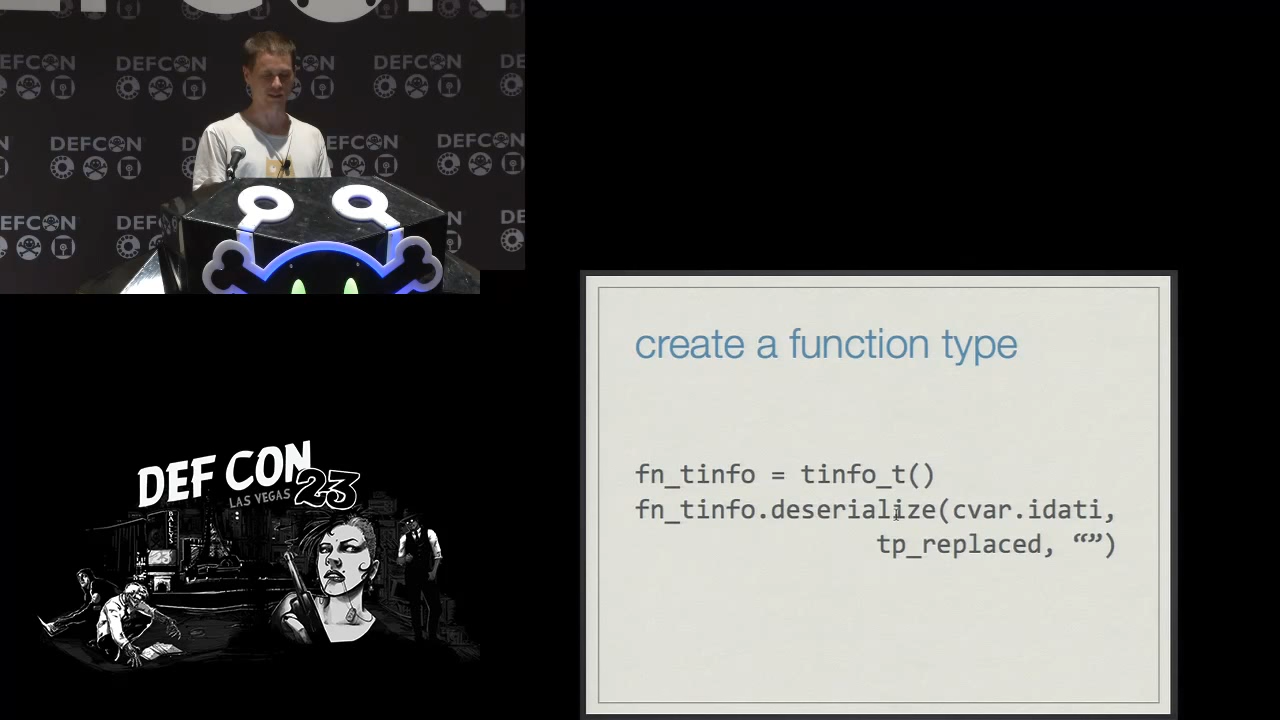 DEFCON
DEFCON
DEFCON
DEFCON
DEFCON
DEFCON
DEFCON
DEF CON
23
LAS VEGAS
BALLYS
create a function type
fn_tinfo = tinfo_t()
fn_tinfo.deserialize(cvar.idati,
tp_replaced, “”)